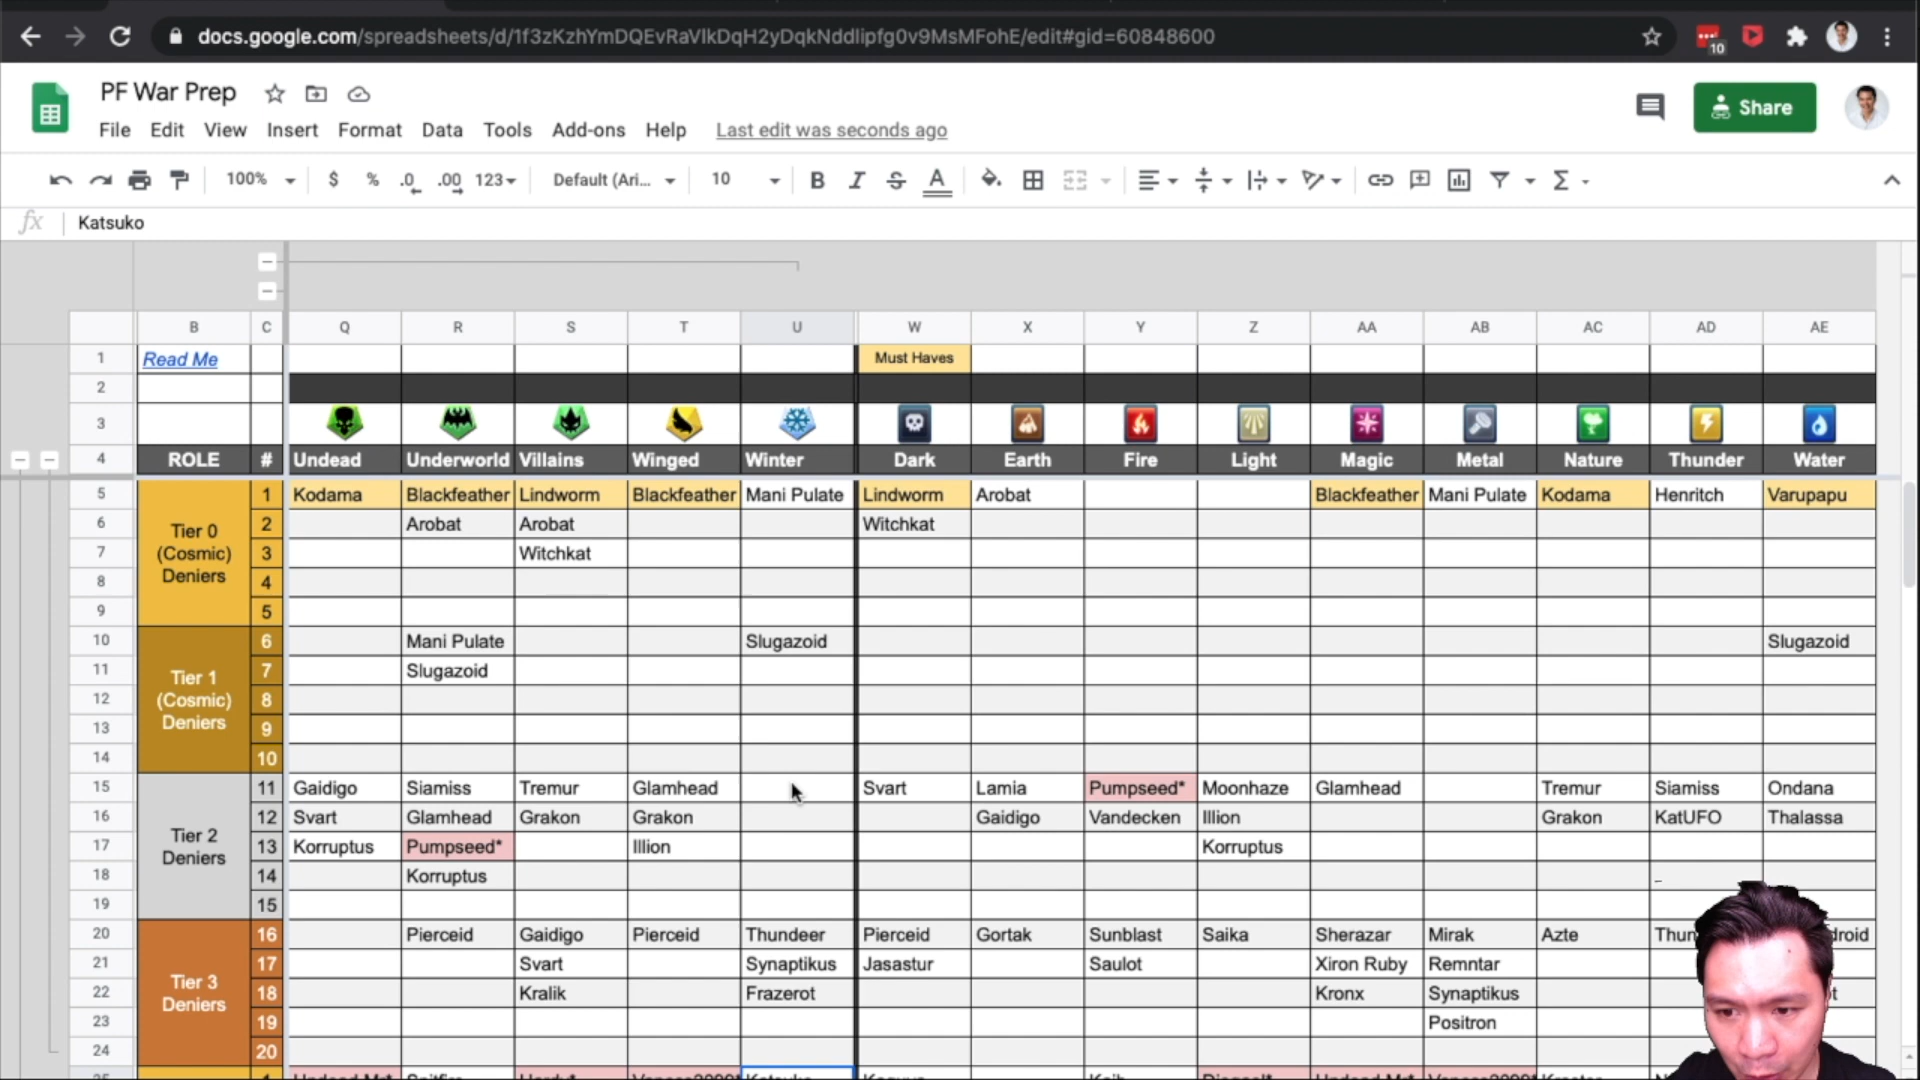 docs.google.com/spreadsheets/d/1f3zKzhYmDQEvRaVlkDqH2yDqkNddlipfg0v9MsMFohE/edit#gid=60848600
10
PF War Prep
Share
File Edit View Insert Format Data Tools Add-ons Help Last edit was seconds ago
100% $ % .0 .00 123 Default (Ari... 10 B I S A Σ
fx Katsuko
B C Q R S T U W X Y Z AA AB AC AD AE
1 Read Me Must Haves
2
3
4 ROLE # Undead Underworld Villains Winged Winter Dark Earth Fire Light Magic Metal Nature Thunder Water
5 1 Kodama Blackfeather Lindworm Blackfeather Mani Pulate Lindworm Arobat Blackfeather Mani Pulate Kodama Henritch Varupapu
6 Tier 0 2 Arobat Arobat Witchkat
7 (Cosmic) 3 Witchkat
8 Deniers 4
9 5
10 6 Mani Pulate Slugazoid Slugazoid
11 Tier 1 7 Slugazoid
12 (Cosmic) 8
13 Deniers 9
14 10
15 11 Gaidigo Siamiss Tremur Glamhead Svart Lamia Pumpseed* Moonhaze Glamhead Tremur Siamiss Ondana
16 Tier 2 12 Svart Glamhead Grakon Grakon Gaidigo Vandecken Illion Grakon KatUFO Thalassa
17 Deniers 13 Korruptus Pumpseed* Illion Korruptus
18 14 Korruptus
19 15
20 16 Pierceid Gaidigo Pierceid Thundeer Pierceid Gortak Sunblast Saika Sherazar Mirak Azte
21 Tier 3 17 Svart Synaptikus Jasastur Saulot Xiron Ruby Remntar
22 Deniers 18 Kralik Frazerot Kronx Synaptikus
23 19 Positron
24 20